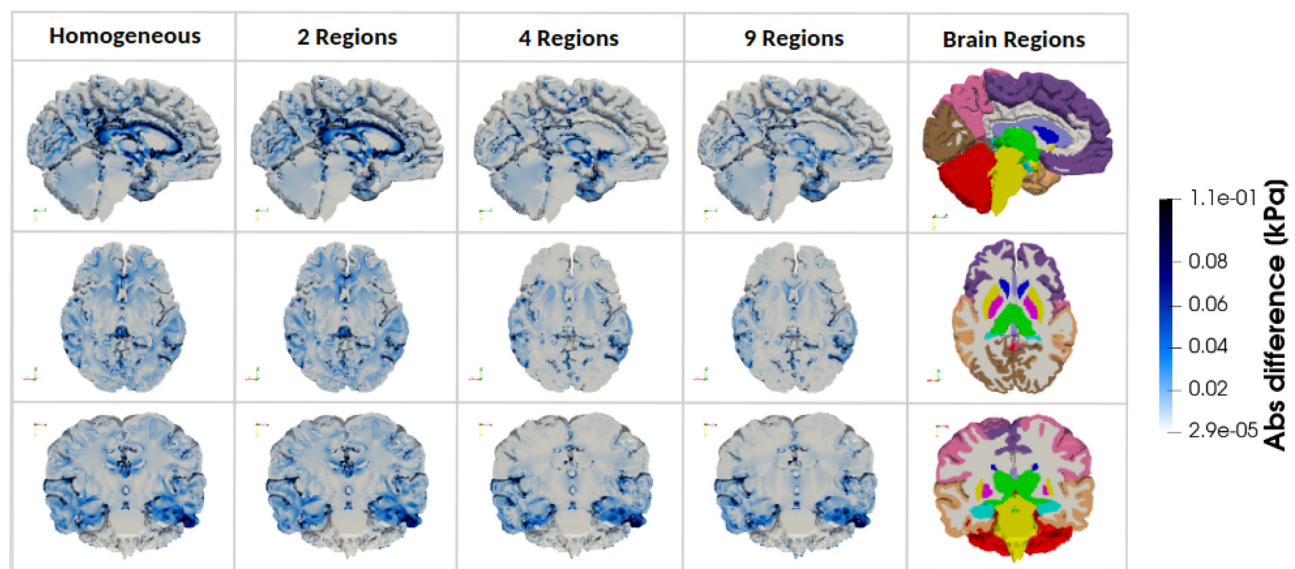 Homogeneous
2 Regions
4 Regions
9 Regions
Brain Regions
1.1e-01
0.08
0.06
0.04
0.02
2.9e-05
Abs difference (kPa)